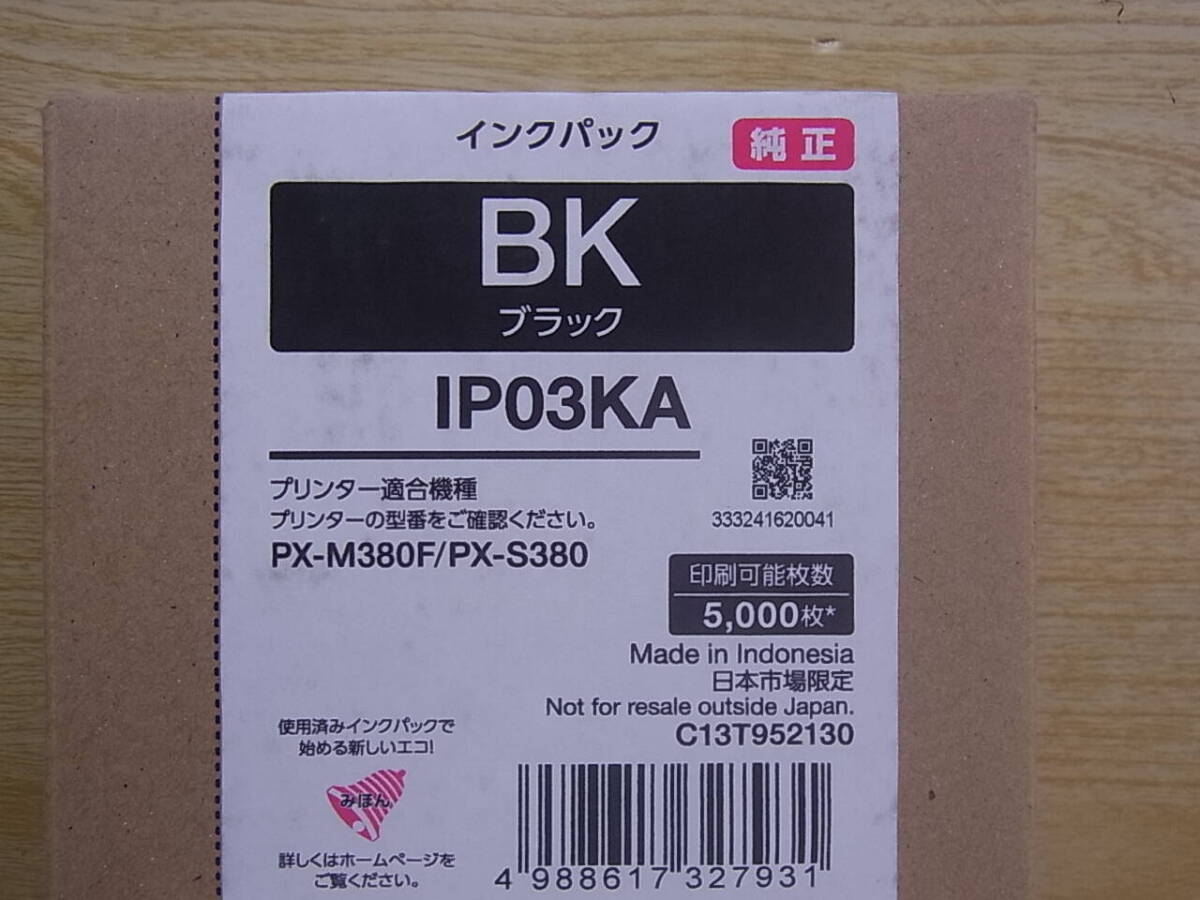 インクパック
純正
BK
ブラック
IP03KA
プリンター適合機種
プリンターの型番をご確認ください。
PX-M380F/PX-S380
333241620041
印刷可能枚数
5,000枚*
Made in Indonesia
日本市場限定
Not for resale outside Japan.
C13T952130
使用済みインクパックで
始める新しいエコ!
みほん
詳しくはホームページを
ご覧ください。
4 988617 327931